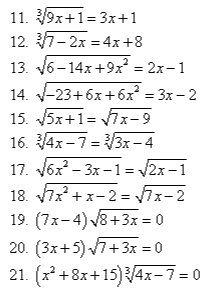 11. ∛(9x+1) = 3x+1
12. ∛(7−2x) = 4x+8
13. √(6−14x+9x²) = 2x−1
14. √(−23+6x+6x²) = 3x−2
15. √(5x+1) = √(7x−9)
16. ∛(4x−7) = ∛(3x−4)
17. √(6x²−3x−1) = √(2x−1)
18. √(7x²+x−2) = √(7x−2)
19. (7x−4)√(8+3x) = 0
20. (3x+5)√(7+3x) = 0
21. (x²+8x+15)∛(4x−7) = 0